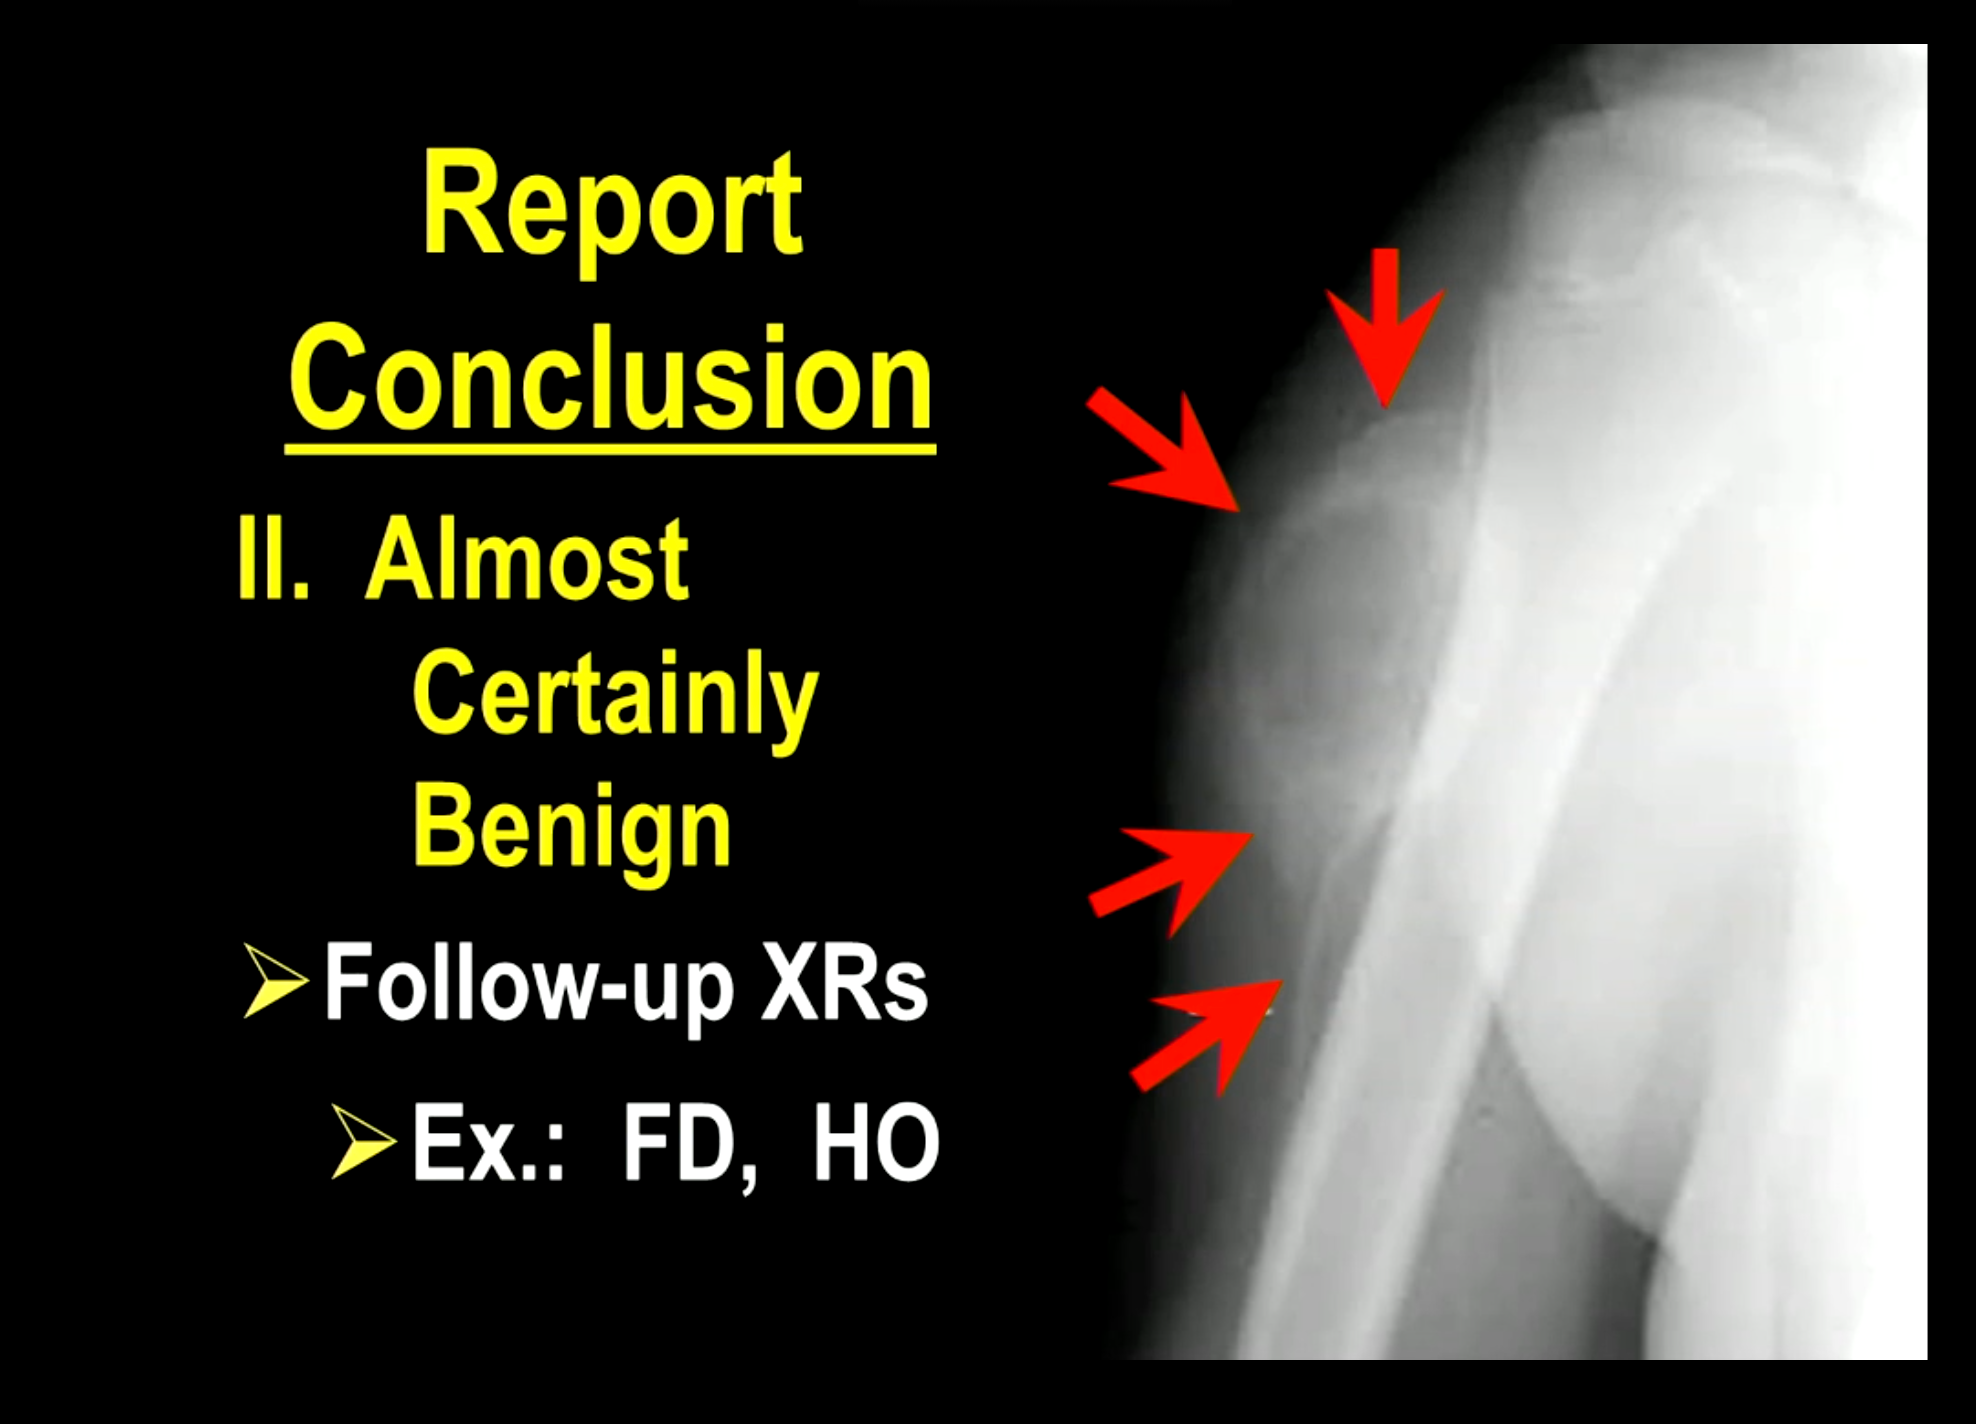 Report
Conclusion
II. Almost
Certainly
Benign
Follow-up XRs
Ex.: FD, HO